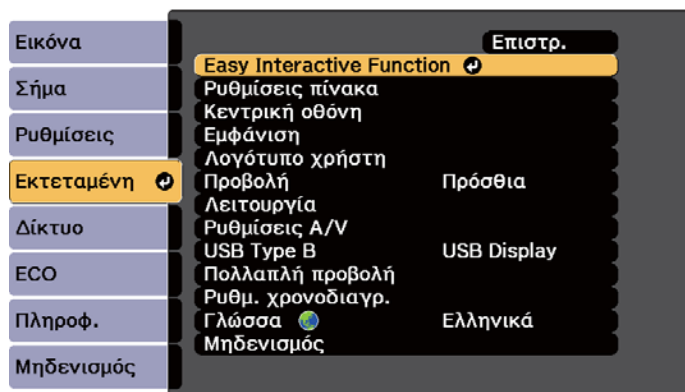 Εικόνα
Σήμα
Ρυθμίσεις
Εκτεταμένη
Δίκτυο
ECO
Πληροφ.
Μηδενισμός
Επιστρ.
Easy Interactive Function
Ρυθμίσεις πίνακα
Κεντρική οθόνη
Εμφάνιση
Λογότυπο χρήστη
Προβολή Πρόσθια
Λειτουργία
Ρυθμίσεις A/V
USB Type B USB Display
Πολλαπλή προβολή
Ρυθμ. χρονοδιαγρ.
Γλώσσα Ελληνικά
Μηδενισμός